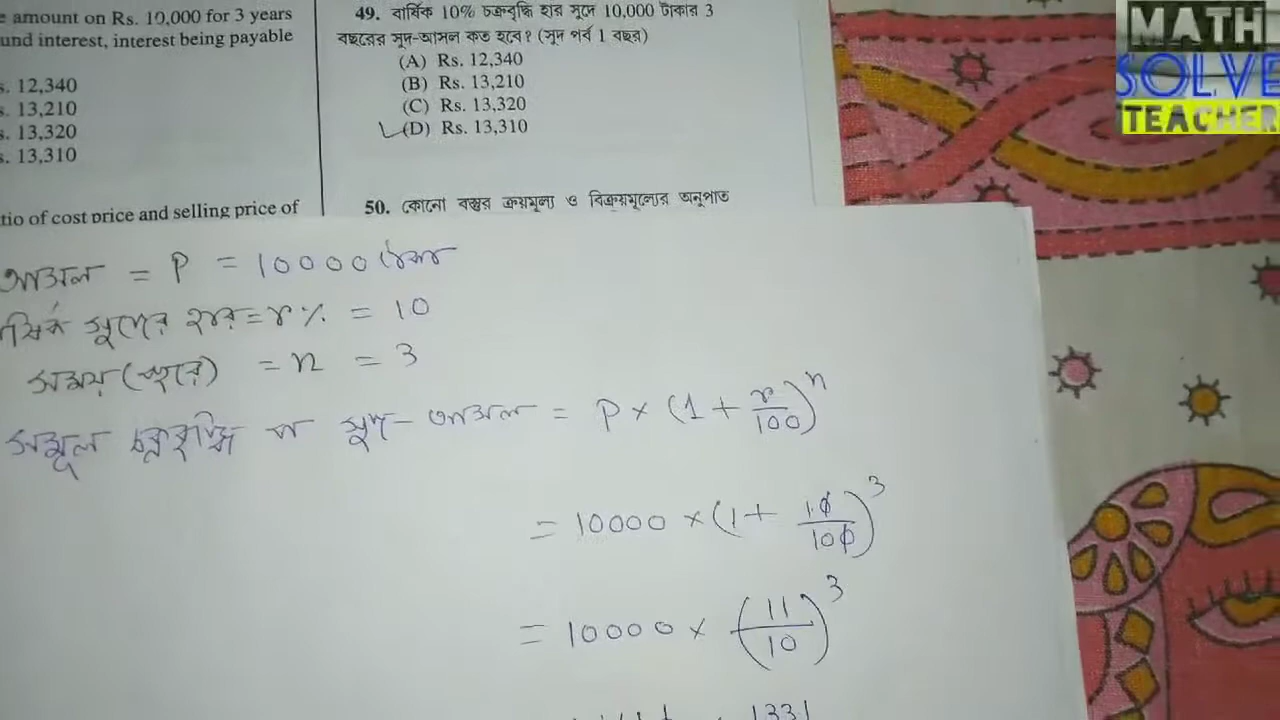 e amount on Rs. 10,000 for 3 years
und interest, interest being payable
s. 12,340
s. 13,210
s. 13,320
s. 13,310
tio of cost price and selling price of
49. বার্ষিক 10% চক্রবৃদ্ধি হার সুদে 10,000 টাকার 3
বছরের সুদ-আসল কত হবে? (সুদ পর্ব 1 বছর)
(A) Rs. 12,340
(B) Rs. 13,210
(C) Rs. 13,320
(D) Rs. 13,310
50. কোনো বস্তুর ক্রয়মূল্য ও বিক্রয়মূল্যের অনুপাত
MATH
SOLVE
TEACHER
আসল = P = 10000 টাকা
র্ষিক সুদের হার = r% = 10
সময় (বছরে) = n = 3
সমূল চক্রবৃদ্ধি বা সুদ-আসল = P × (1 + r/100)^n
= 10000 × (1 + 10/100)^3
= 10000 × (11/10)^3
1331